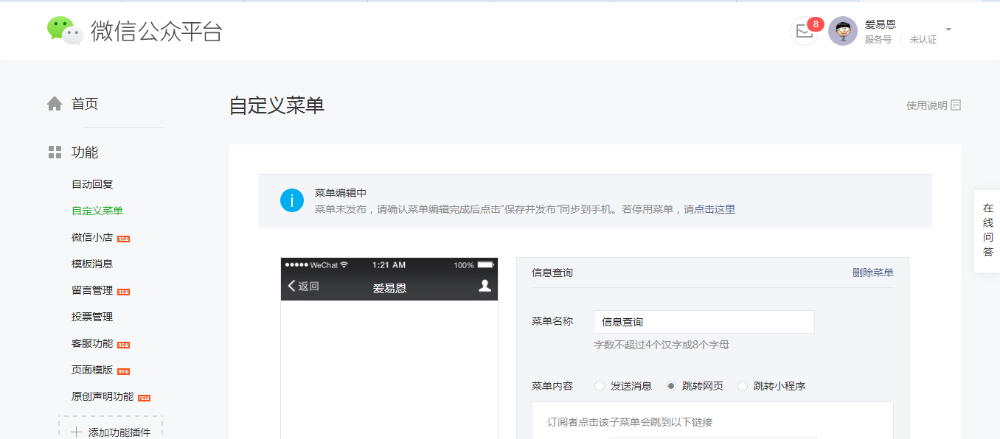 微信公众平台
8
爱易恩
服务号
未认证
首页
自定义菜单
使用说明
功能
自动回复
自定义菜单
微信小店 NEW
模板消息
留言管理 NEW
投票管理
客服功能 NEW
页面模版 NEW
原创声明功能 NEW
添加功能插件
菜单编辑中
菜单未发布，请确认菜单编辑完成后点击“保存并发布”同步到手机。若停用菜单，请点击这里
在线问答
WeChat 1:21 AM 100%
返回 爱易恩
信息查询 删除菜单
菜单名称 信息查询
字数不超过4个汉字或8个字母
菜单内容 发送消息 跳转网页 跳转小程序
订阅者点击该子菜单会跳到以下链接